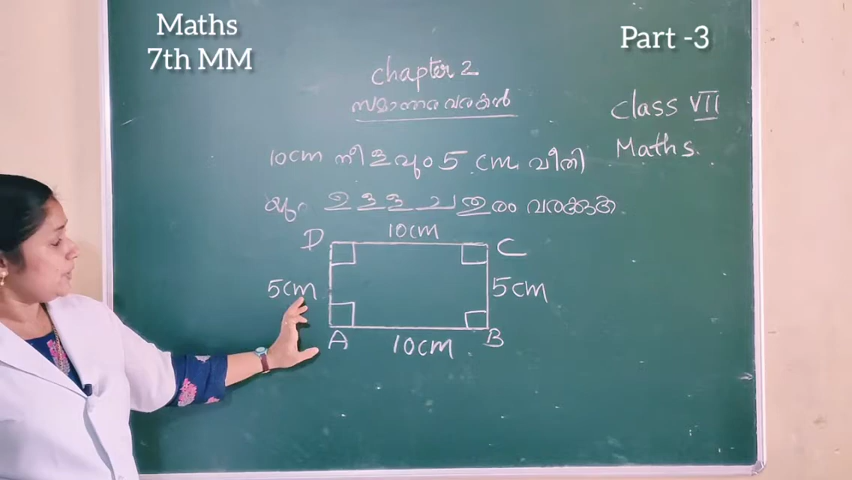 Maths
7th MM
Part -3
Chapter 2
സമാന്തര വരകൾ
Class VII
Maths.
10cm നീളവും 5 cm. വീതി
യും ഉള്ള ചതുരം വരക്കുക.
10cm
D
C
5cm
5cm
A
10cm
B